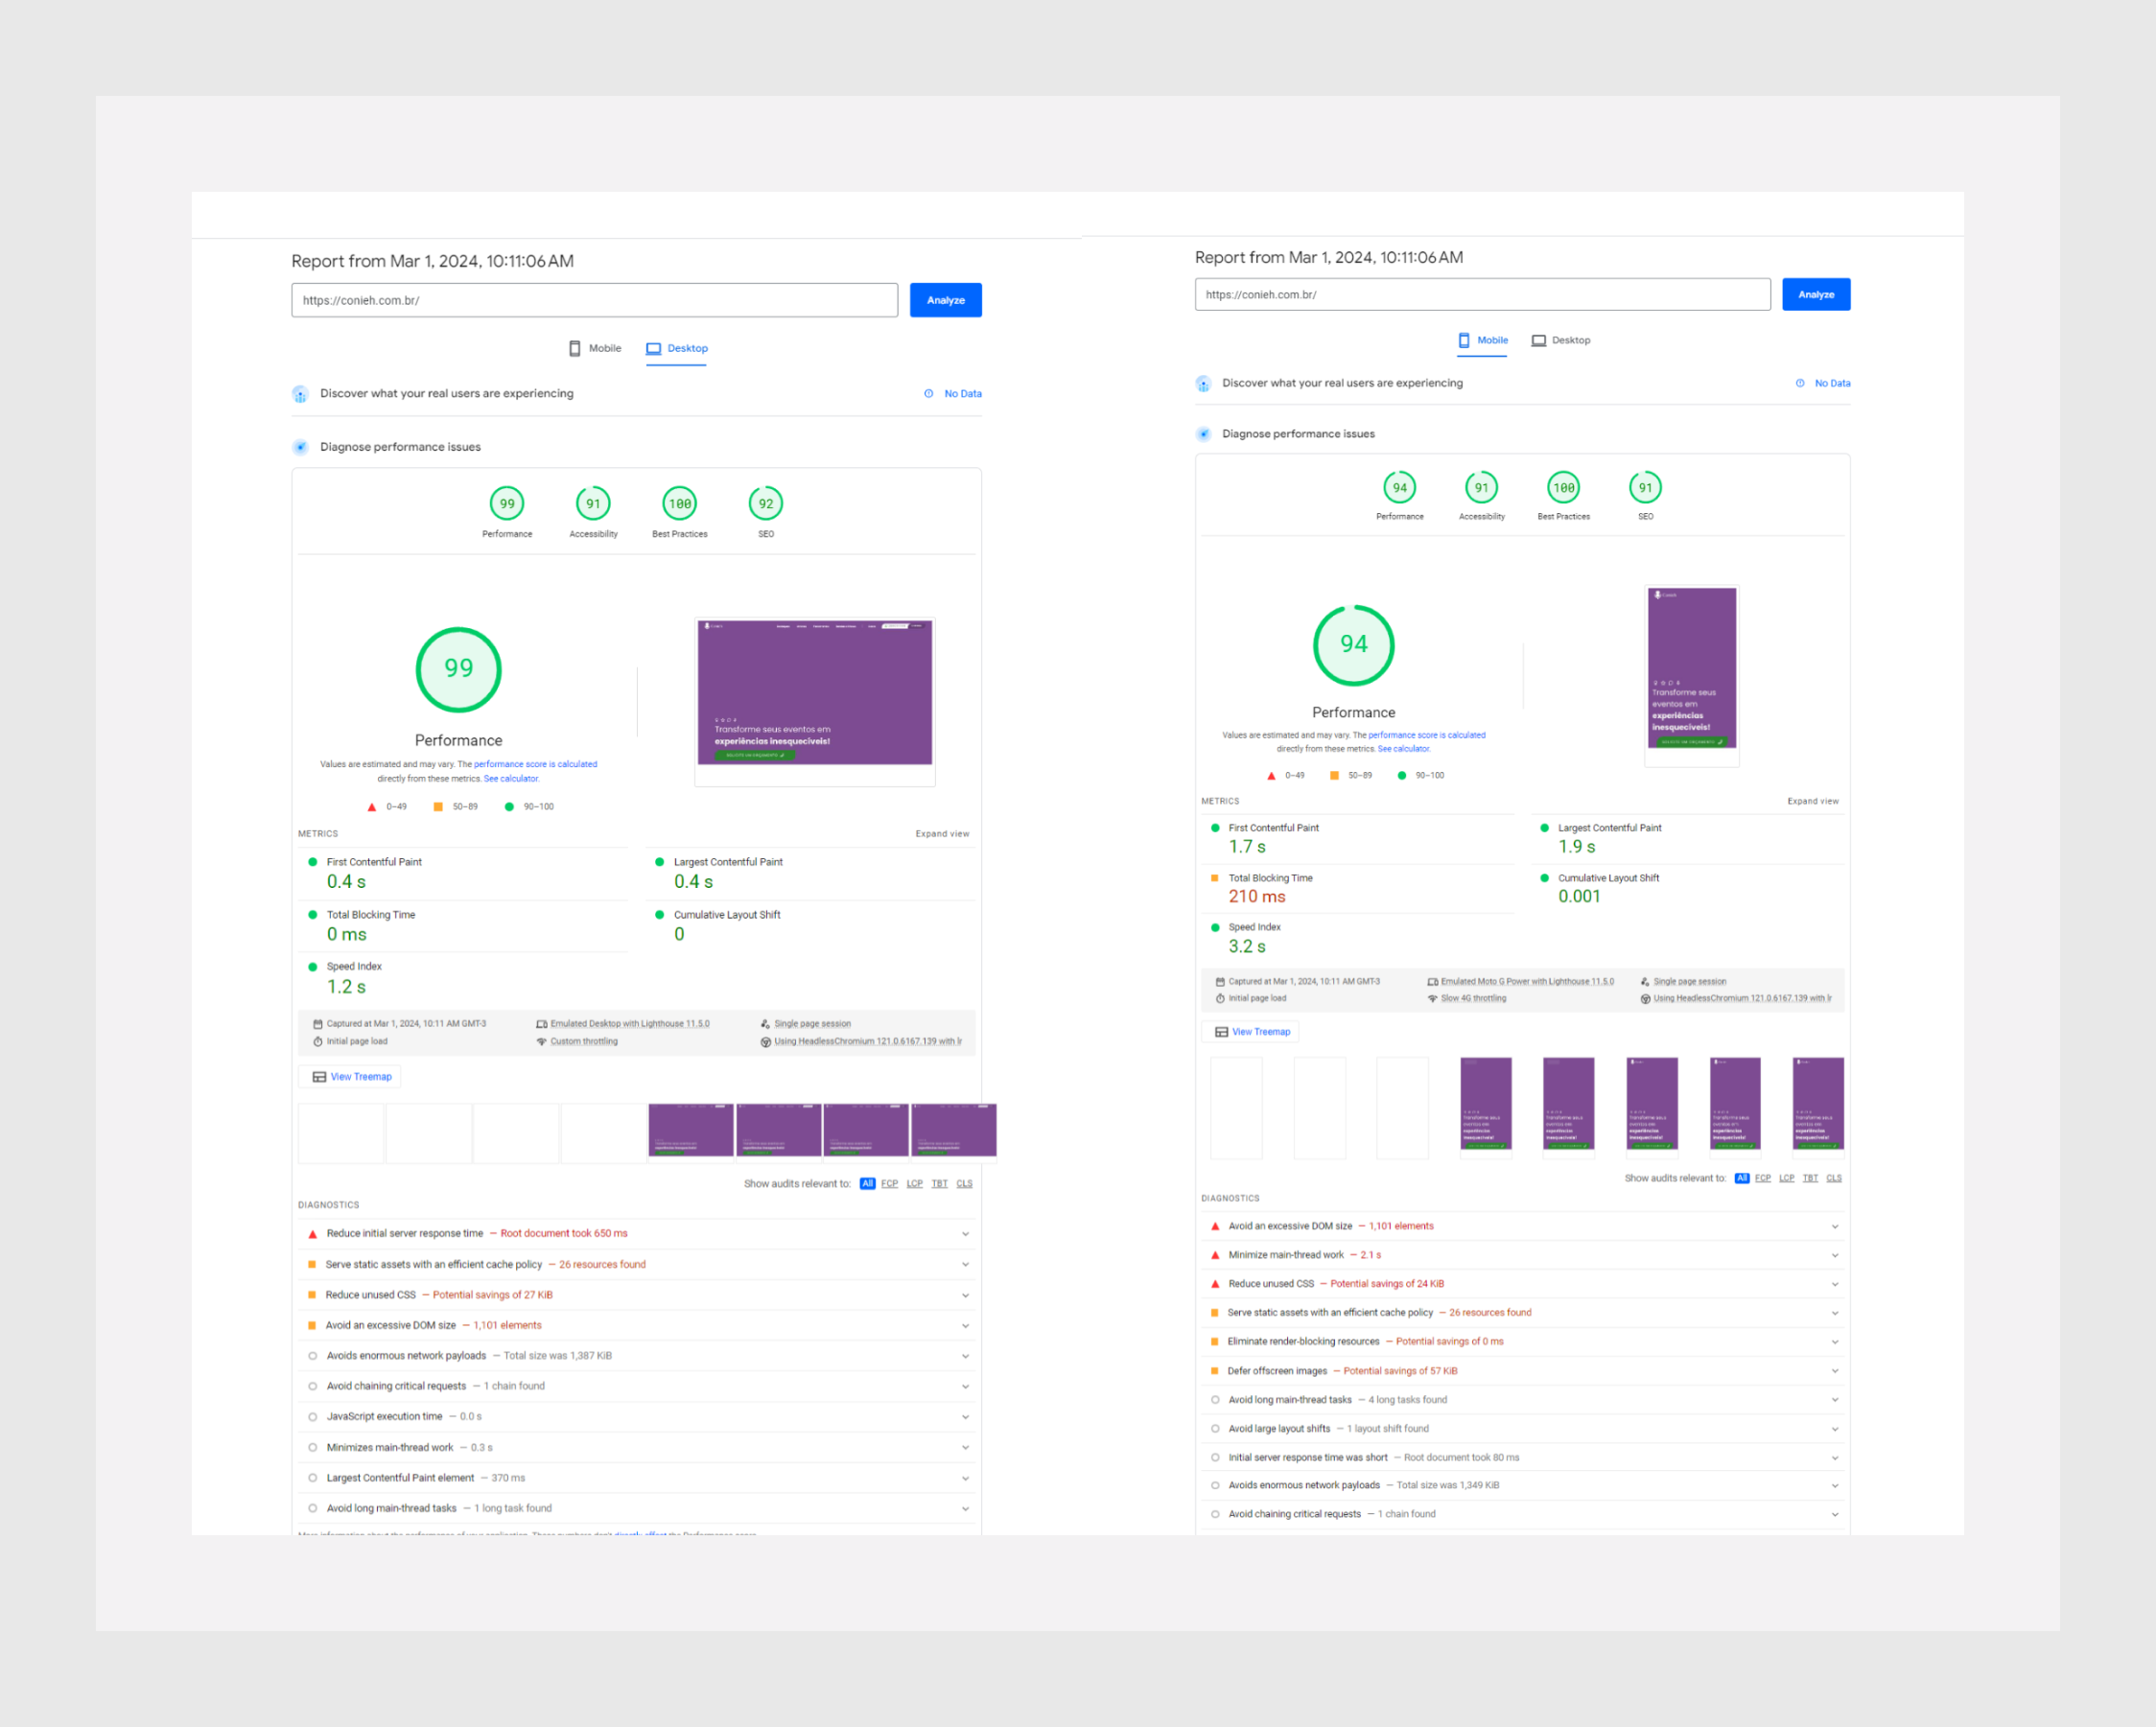 Report from Mar 1, 2024, 10:11:06 AM
https://conieh.com.br/
Analyze
Mobile
Desktop
Discover what your real users are experiencing
No Data
Diagnose performance issues
99
91
100
92
Performance
Accessibility
Best Practices
SEO
99
Transforme seus eventos em
experiências inesquecíveis!
Performance
Values are estimated and may vary. The performance score is calculated
directly from these metrics. See calculator.
0–49
50–89
90–100
METRICS
Expand view
First Contentful Paint
0.4 s
Largest Contentful Paint
0.4 s
Total Blocking Time
0 ms
Cumulative Layout Shift
0
Speed Index
1.2 s
Captured at Mar 1, 2024, 10:11 AM GMT-3
Emulated Desktop with Lighthouse 11.5.0
Single page session
Initial page load
Custom throttling
Using HeadlessChromium 121.0.6167.139 with lr
View Treemap
Show audits relevant to: All FCP LCP TBT CLS
DIAGNOSTICS
Reduce initial server response time — Root document took 650 ms
Serve static assets with an efficient cache policy — 26 resources found
Reduce unused CSS — Potential savings of 27 KiB
Avoid an excessive DOM size — 1,101 elements
Avoids enormous network payloads — Total size was 1,387 KiB
Avoid chaining critical requests — 1 chain found
JavaScript execution time — 0.0 s
Minimizes main-thread work — 0.3 s
Largest Contentful Paint element — 370 ms
Avoid long main-thread tasks — 1 long task found
Report from Mar 1, 2024, 10:11:06 AM
https://conieh.com.br/
Analyze
Mobile
Desktop
Discover what your real users are experiencing
No Data
Diagnose performance issues
94
91
100
91
Performance
Accessibility
Best Practices
SEO
94
Transforme seus
eventos em
experiências
inesquecíveis!
Performance
Values are estimated and may vary. The performance score is calculated
directly from these metrics. See calculator.
0–49
50–89
90–100
METRICS
Expand view
First Contentful Paint
1.7 s
Largest Contentful Paint
1.9 s
Total Blocking Time
210 ms
Cumulative Layout Shift
0.001
Speed Index
3.2 s
Captured at Mar 1, 2024, 10:11 AM GMT-3
Emulated Moto G Power with Lighthouse 11.5.0
Single page session
Initial page load
Slow 4G throttling
Using HeadlessChromium 121.0.6167.139 with lr
View Treemap
Show audits relevant to: All FCP LCP TBT CLS
DIAGNOSTICS
Avoid an excessive DOM size — 1,101 elements
Minimize main-thread work — 2.1 s
Reduce unused CSS — Potential savings of 24 KiB
Serve static assets with an efficient cache policy — 26 resources found
Eliminate render-blocking resources — Potential savings of 0 ms
Defer offscreen images — Potential savings of 57 KiB
Avoid long main-thread tasks — 4 long tasks found
Avoid large layout shifts — 1 layout shift found
Initial server response time was short — Root document took 80 ms
Avoids enormous network payloads — Total size was 1,349 KiB
Avoid chaining critical requests — 1 chain found